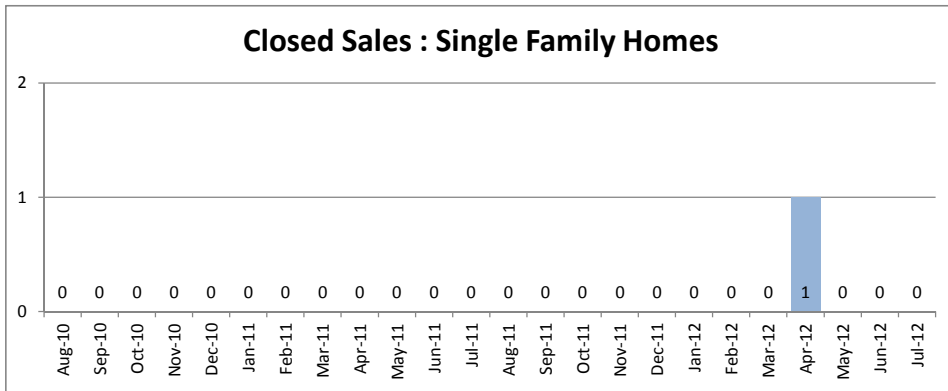 Closed Sales : Single Family Homes
2
1
0
0 0 0 0 0 0 0 0 0 0 0 0 0 0 0 0 0 0 0 0 1 0 0 0
Aug-10 Sep-10 Oct-10 Nov-10 Dec-10 Jan-11 Feb-11 Mar-11 Apr-11 May-11 Jun-11 Jul-11 Aug-11 Sep-11 Oct-11 Nov-11 Dec-11 Jan-12 Feb-12 Mar-12 Apr-12 May-12 Jun-12 Jul-12